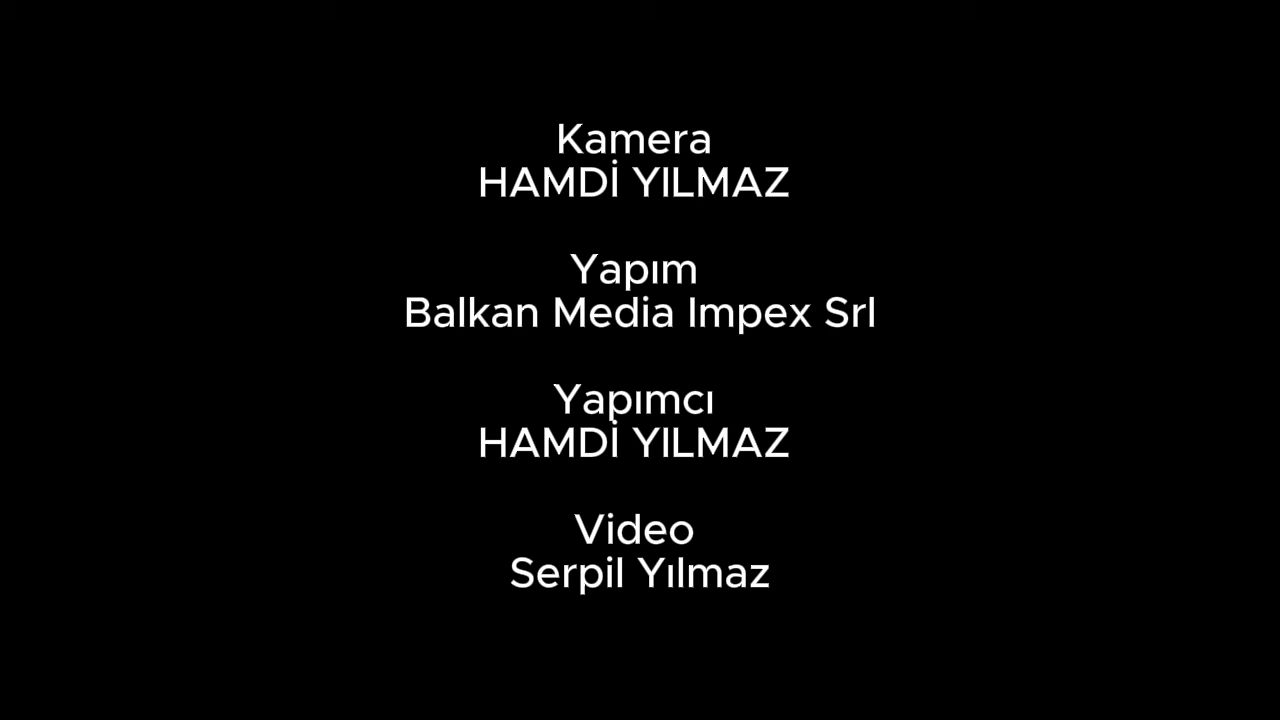 Kamera
HAMDİ YILMAZ
Yapım
Balkan Media Impex Srl
Yapımcı
HAMDİ YILMAZ
Video
Serpil Yılmaz